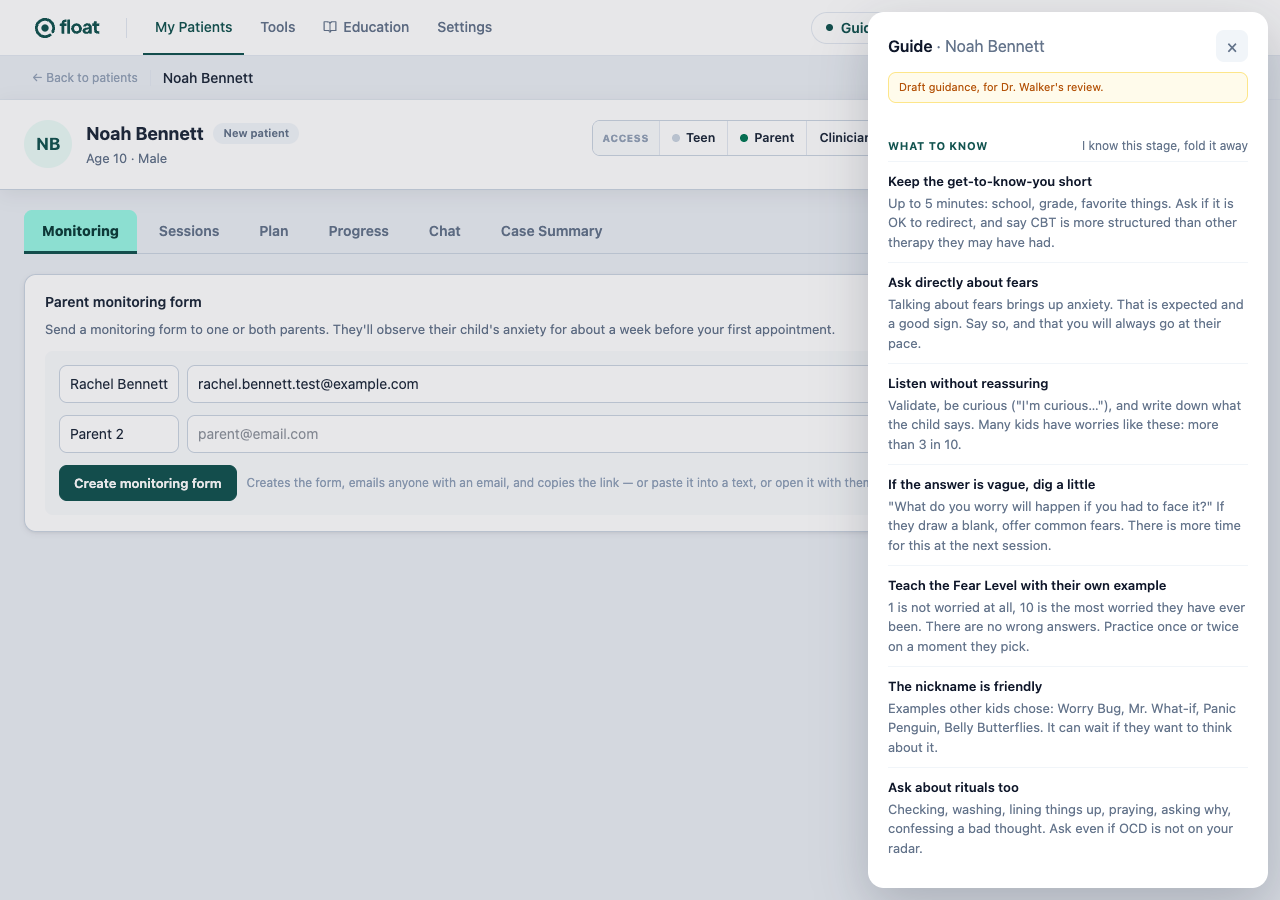 float
My Patients
Tools
Education
Settings
Guid
← Back to patients
Noah Bennett
NB
Noah Bennett
New patient
Age 10 · Male
ACCESS
Teen
Parent
Clinician
Monitoring
Sessions
Plan
Progress
Chat
Case Summary
Parent monitoring form
Send a monitoring form to one or both parents. They'll observe their child's anxiety for about a week before your first appointment.
Rachel Bennett
rachel.bennett.test@example.com
Parent 2
parent@email.com
Create monitoring form
Creates the form, emails anyone with an email, and copies the link — or paste it into a text, or open it with them
Guide · Noah Bennett
×
Draft guidance, for Dr. Walker's review.
WHAT TO KNOW
I know this stage, fold it away
Keep the get-to-know-you short
Up to 5 minutes: school, grade, favorite things. Ask if it is
OK to redirect, and say CBT is more structured than other
therapy they may have had.
Ask directly about fears
Talking about fears brings up anxiety. That is expected and
a good sign. Say so, and that you will always go at their
pace.
Listen without reassuring
Validate, be curious ("I'm curious…"), and write down what
the child says. Many kids have worries like these: more
than 3 in 10.
If the answer is vague, dig a little
"What do you worry will happen if you had to face it?" If
they draw a blank, offer common fears. There is more time
for this at the next session.
Teach the Fear Level with their own example
1 is not worried at all, 10 is the most worried they have ever
been. There are no wrong answers. Practice once or twice
on a moment they pick.
The nickname is friendly
Examples other kids chose: Worry Bug, Mr. What-if, Panic
Penguin, Belly Butterflies. It can wait if they want to think
about it.
Ask about rituals too
Checking, washing, lining things up, praying, asking why,
confessing a bad thought. Ask even if OCD is not on your
radar.